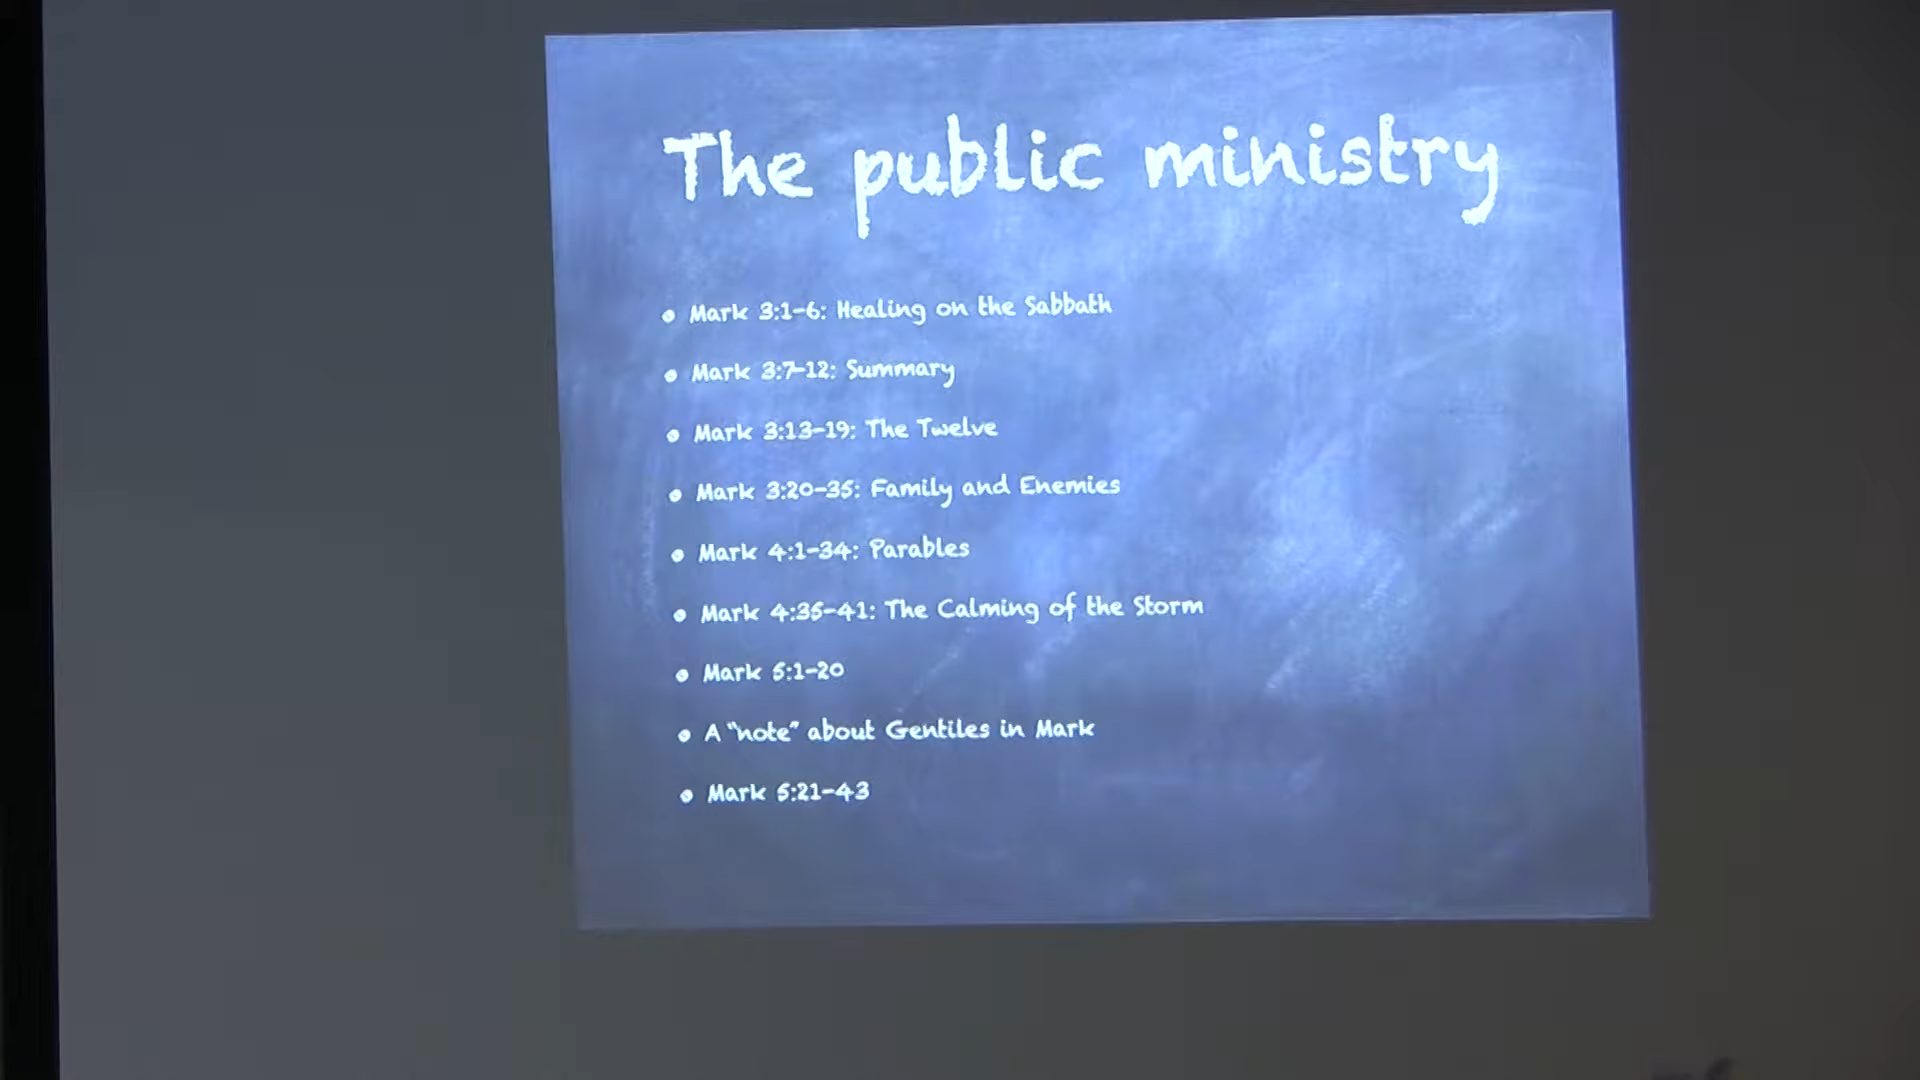 The public ministry
• Mark 3:1-6: Healing on the Sabbath
• Mark 3:7-12: Summary
• Mark 3:13-19: The Twelve
• Mark 3:20-35: Family and Enemies
• Mark 4:1-34: Parables
• Mark 4:35-41: The Calming of the Storm
• Mark 5:1-20
• A “note” about Gentiles in Mark
• Mark 5:21-43